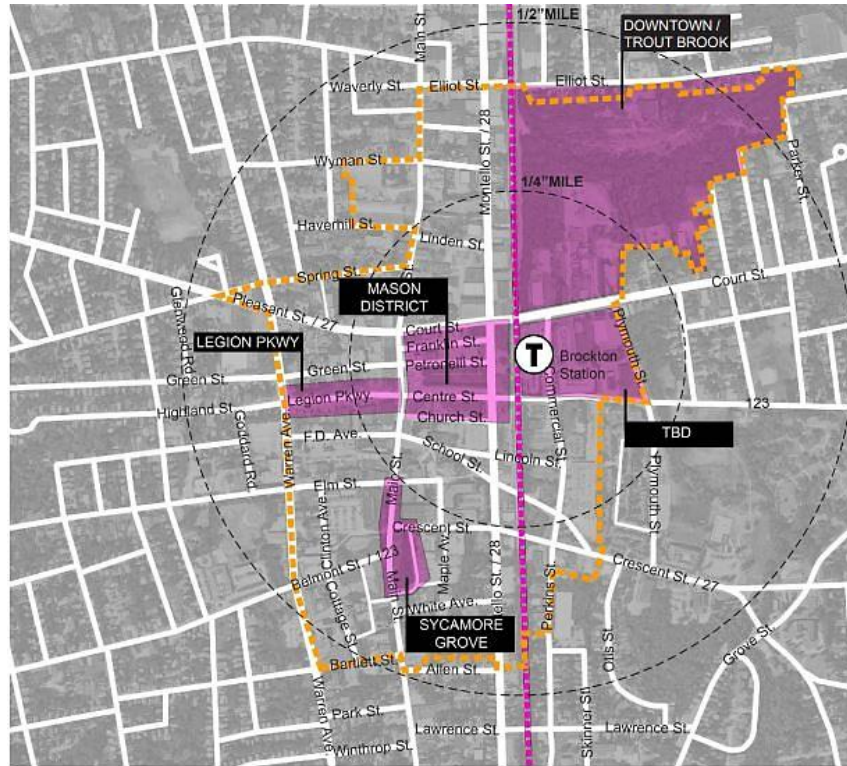 1/2"MILE
DOWNTOWN /
TROUT BROOK
Main St.
Waverly St.
Elliot St.
Elliot St.
Montello St. / 28
Wyman St.
Parker St.
1/4"MILE
Haverhill St.
Linden St.
Spring St.
St.
Court St.
MASON
DISTRICT
Glenwood Rd.
Pleasant St. / 27
Court St.
Franklin St.
Plymouth St.
LEGION PKWY
Petronelli St.
T
Brockton
Station
Green St.
Green St.
Legion Pkwy.
Centre St.
Commercial St.
123
Highland St.
Church St.
TBD
Goddard Rd.
Warren Ave.
F.D. Ave.
School St.
Lincoln St.
Main St.
Plymouth St.
Elm St.
Clinton Ave.
Crescent St.
Maple Av.
Crescent St. / 27
Belmont St. / 123
Main St.
tello St. / 28
Perkins St.
Cottage St.
White Ave.
SYCAMORE
GROVE
Otis St.
Grove St.
Bartlett St.
Allen St.
Warren Ave.
Park St.
Lawrence St.
Skinner St.
Lawrence St.
Winthrop St.